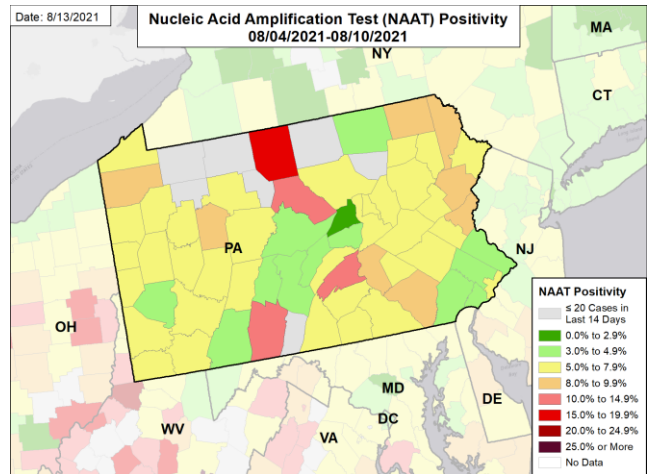 Date: 8/13/2021
Nucleic Acid Amplification Test (NAAT) Positivity
08/04/2021-08/10/2021
NY
MA
CT
PA
NJ
OH
MD
DE
WV
DC
VA
NAAT Positivity
≤ 20 Cases in
Last 14 Days
0.0% to 2.9%
3.0% to 4.9%
5.0% to 7.9%
8.0% to 9.9%
10.0% to 14.9%
15.0% to 19.9%
20.0% to 24.9%
25.0% or More
No Data